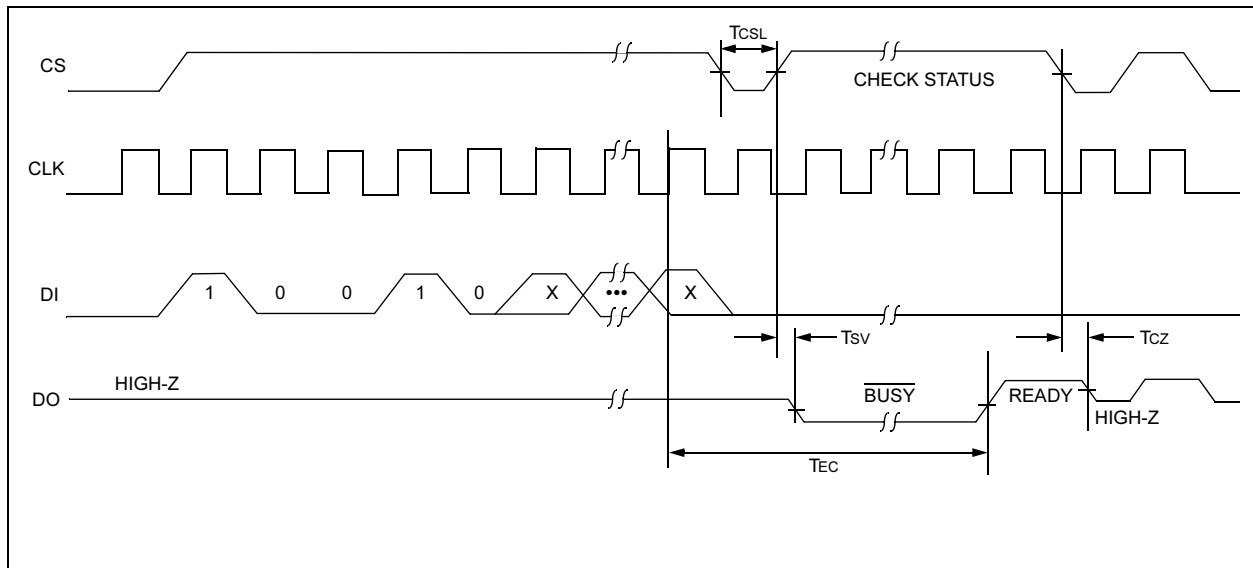 TCSL
CS
CHECK STATUS
CLK
DI
1 0 0 1 0 X ••• X
TSV
TCZ
HIGH-Z
DO
BUSY
READY
HIGH-Z
TEC